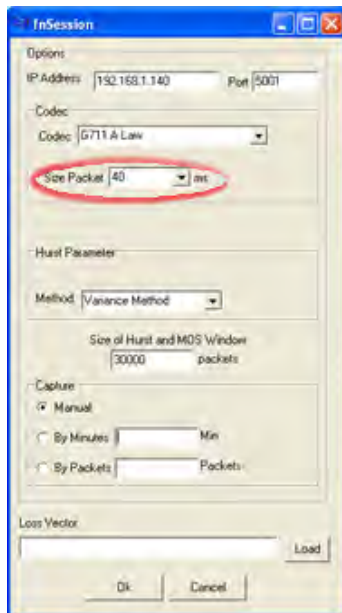 fnSession
Options
IP Address 192.168.1.140 Port 5001
Codec
Codec G711 A Law
Size Packet 40 ms
Hurst Parameter
Method Variance Method
Size of Hurst and MOS Window
30000 packets
Capture
Manual
By Minutes Min
By Packets Packets
Loss Vector
Load
Ok Cancel